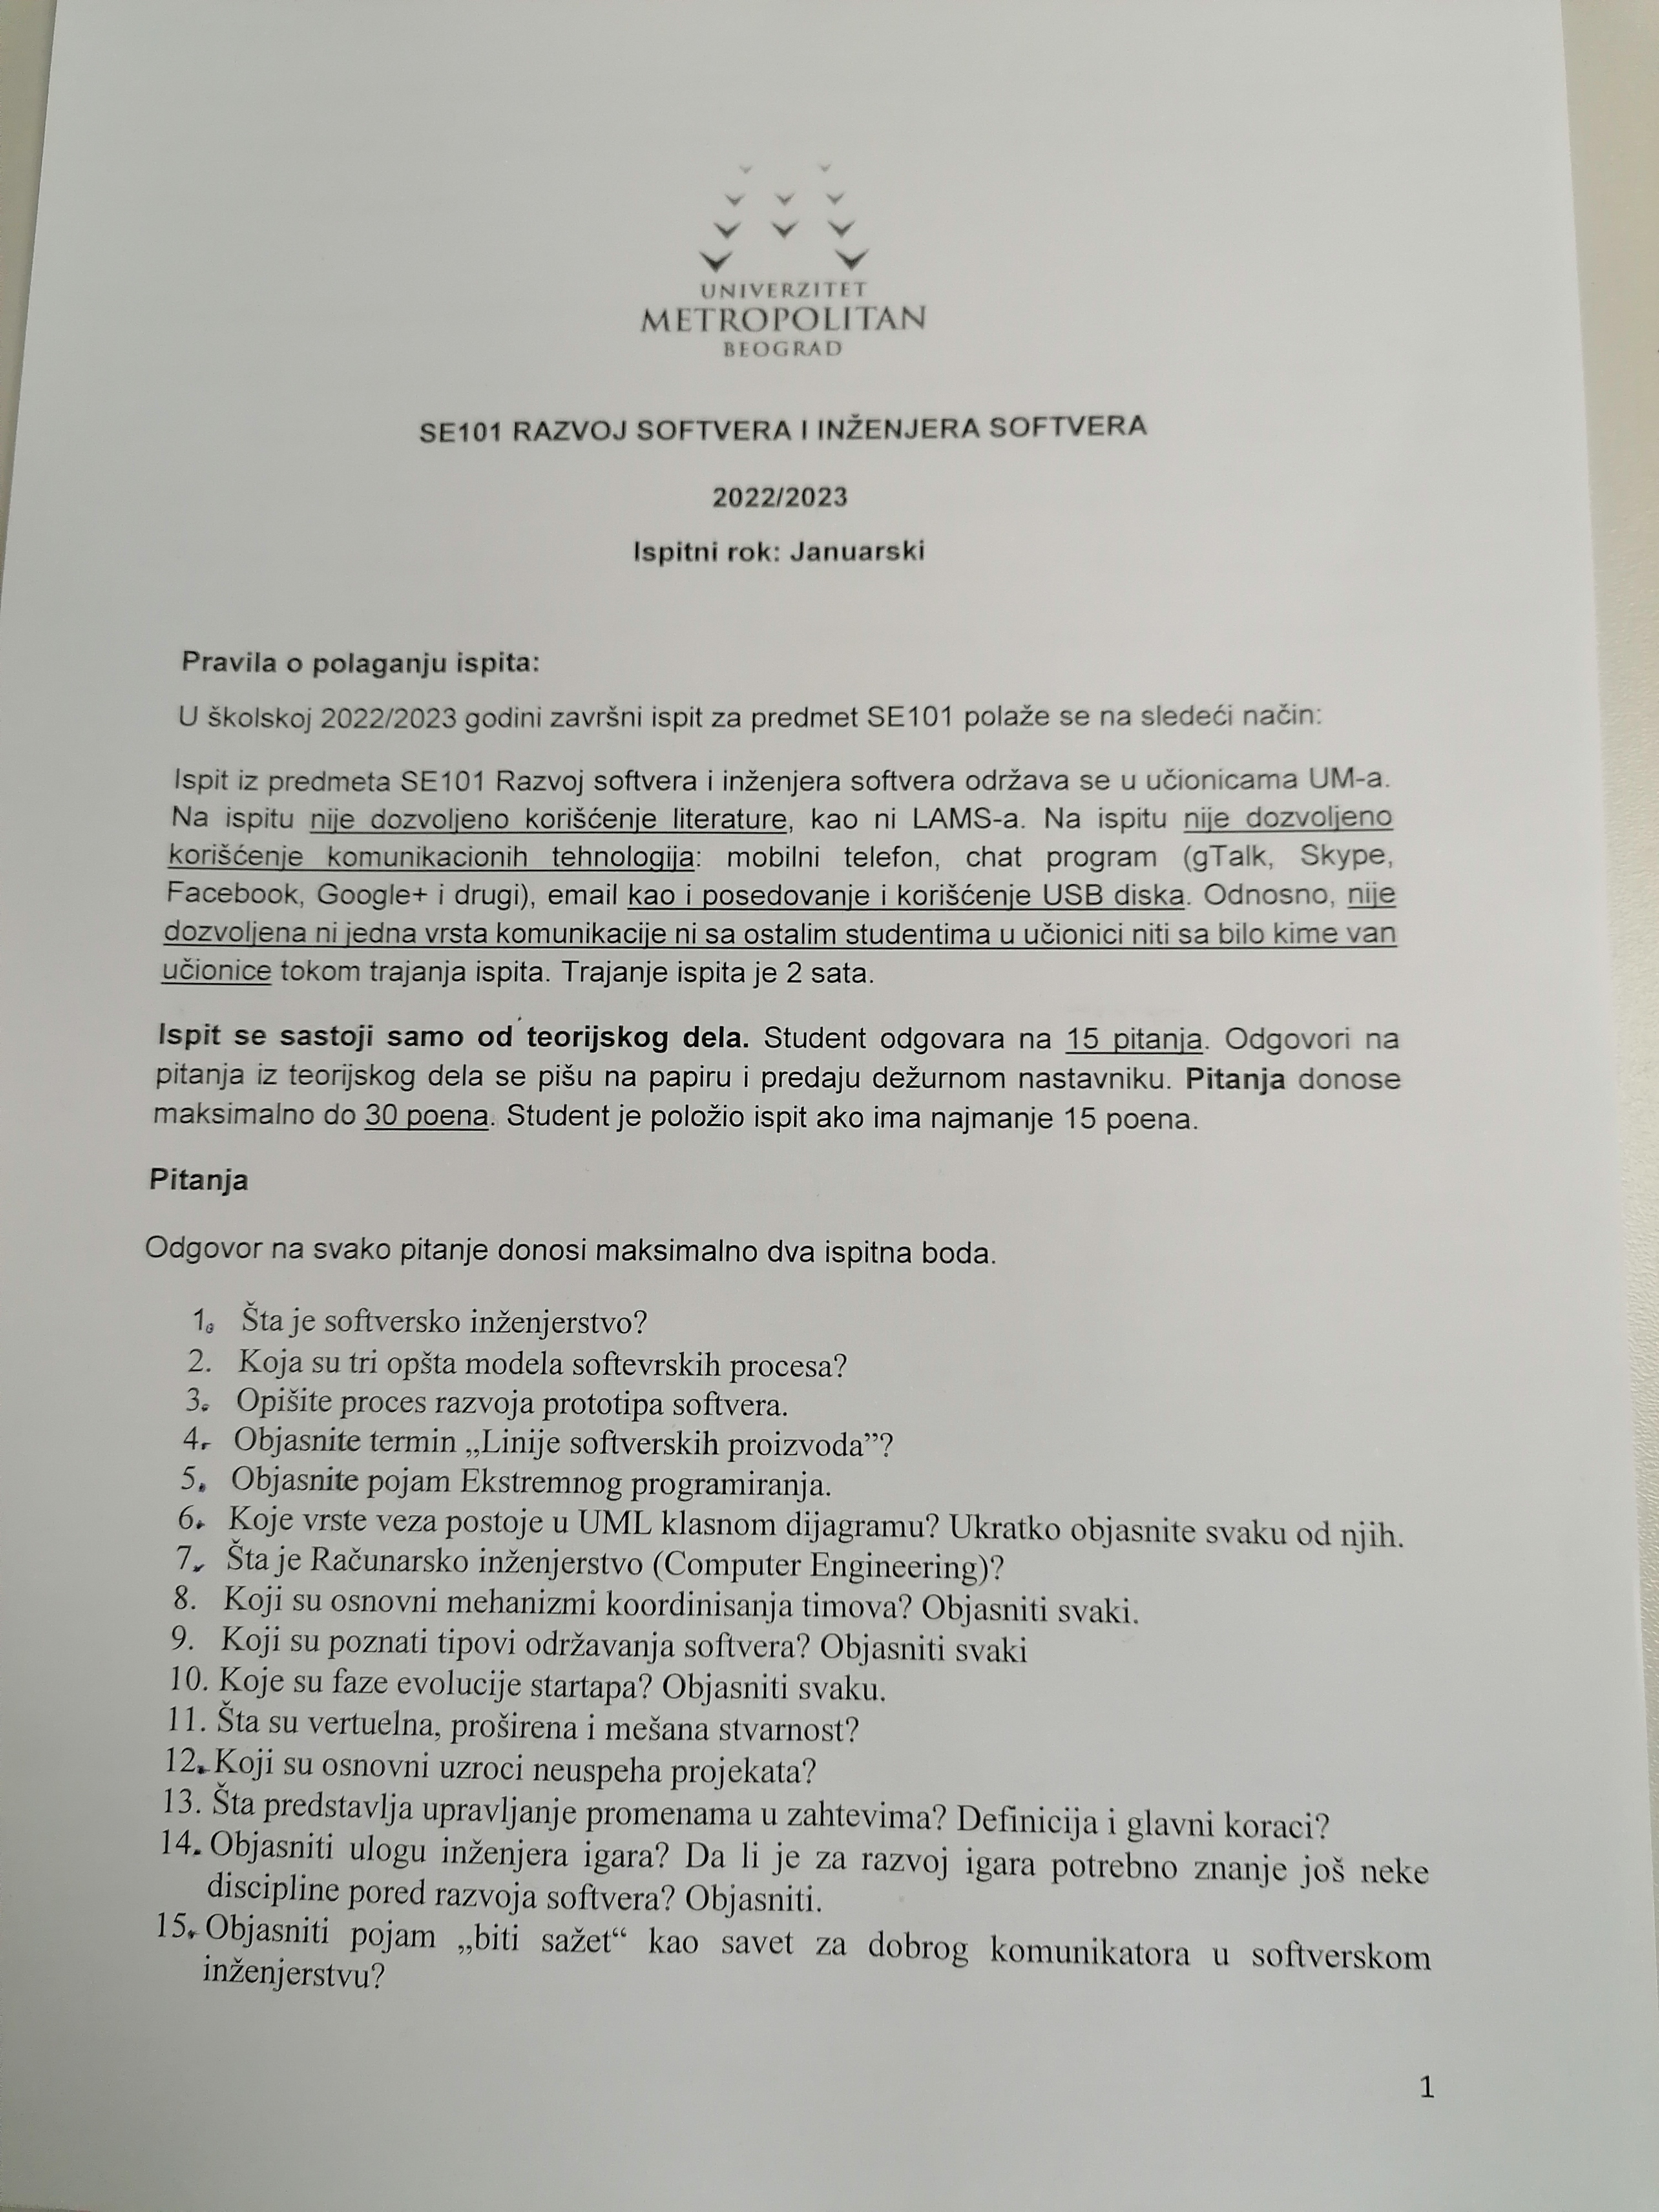 UNIVERZITET
METROPOLITAN
BEOGRAD
SE101 RAZVOJ SOFTVERA I INŽENJERA SOFTVERA
2022/2023
Ispitni rok: Januarski
Pravila o polaganju ispita:
U školskoj 2022/2023 godini završni ispit za predmet SE101 polaže se na sledeći način:
Ispit iz predmeta SE101 Razvoj softvera i inženjera softvera održava se u učionicama UM-a.
Na ispitu nije dozvoljeno korišćenje literature, kao ni LAMS-a. Na ispitu nije dozvoljeno
korišćenje komunikacionih tehnologija: mobilni telefon, chat program (gTalk, Skype,
Facebook, Google+ i drugi), email kao i posedovanje i korišćenje USB diska. Odnosno, nije
dozvoljena ni jedna vrsta komunikacije ni sa ostalim studentima u učionici niti sa bilo kime van
učionice tokom trajanja ispita. Trajanje ispita je 2 sata.
Ispit se sastoji samo od teorijskog dela. Student odgovara na 15 pitanja. Odgovori na
pitanja iz teorijskog dela se pišu na papiru i predaju dežurnom nastavniku. Pitanja donose
maksimalno do 30 poena. Student je položio ispit ako ima najmanje 15 poena.
Pitanja
Odgovor na svako pitanje donosi maksimalno dva ispitna boda.
1. Šta je softversko inženjerstvo?
2. Koja su tri opšta modela softevrskih procesa?
3. Opišite proces razvoja prototipa softvera.
4. Objasnite termin „Linije softverskih proizvoda”?
5. Objasnite pojam Ekstremnog programiranja.
6. Koje vrste veza postoje u UML klasnom dijagramu? Ukratko objasnite svaku od njih.
7. Šta je Računarsko inženjerstvo (Computer Engineering)?
8. Koji su osnovni mehanizmi koordinisanja timova? Objasniti svaki.
9. Koji su poznati tipovi održavanja softvera? Objasniti svaki
10. Koje su faze evolucije startapa? Objasniti svaku.
11. Šta su vertuelna, proširena i mešana stvarnost?
12. Koji su osnovni uzroci neuspeha projekata?
13. Šta predstavlja upravljanje promenama u zahtevima? Definicija i glavni koraci?
14. Objasniti ulogu inženjera igara? Da li je za razvoj igara potrebno znanje još neke
discipline pored razvoja softvera? Objasniti.
15. Objasniti pojam „biti sažet“ kao savet za dobrog komunikatora u softverskom
inženjerstvu?
1